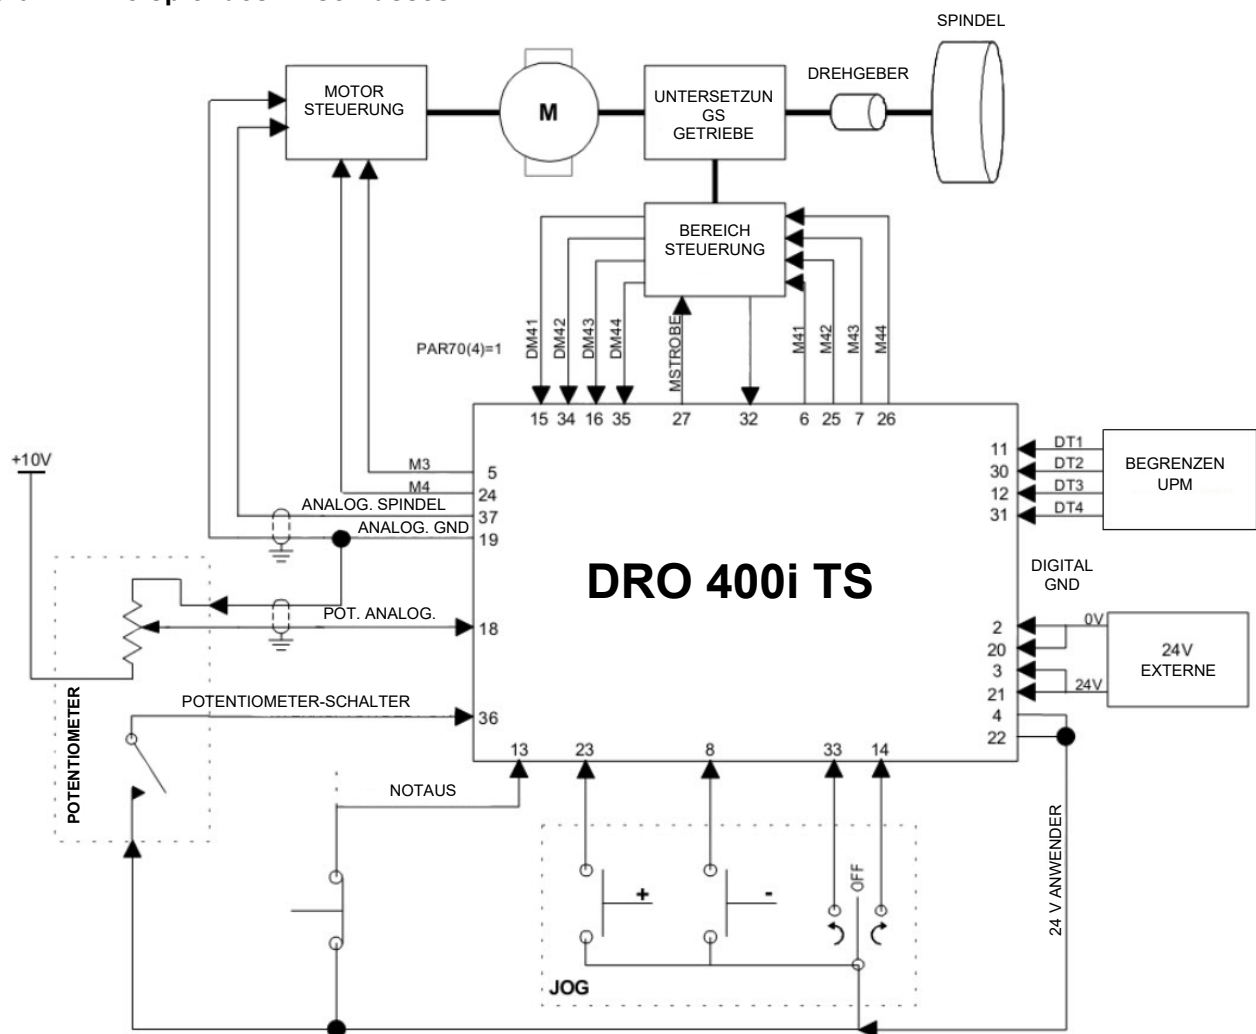 SPINDEL
DREHGEBER
MOTOR
STEUERUNG
M
UNTERSETZUN
GS
GETRIEBE
BEREICH
STEUERUNG
PAR70(4)=1
DM41
DM42
DM43
DM44
MSTROBE
M41
M42
M43
M44
15 34 16 35 27 32 6 25 7 26
+10V
M3
5
M4
24
ANALOG. SPINDEL
37
ANALOG. GND
19
11
DT1
30
DT2
12
DT3
31
DT4
BEGRENZEN
UPM
DRO 400i TS
DIGITAL
GND
POT. ANALOG.
18
2
0V
20
3
21
24V
24V
EXTERNE
POTENTIOMETER
POTENTIOMETER-SCHALTER
36
4
22
13 23 8 33 14
NOTAUS
24 V ANWENDER
+
-
OFF
JOG